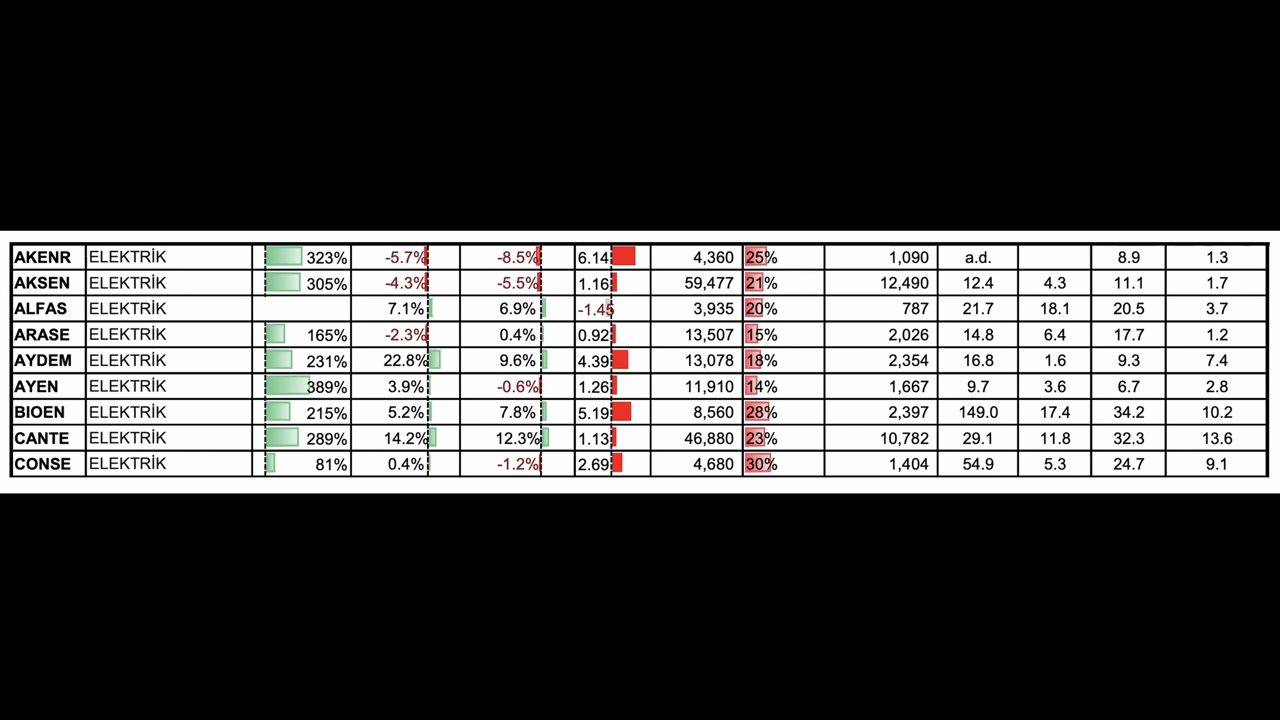 AKENR ELEKTRİK 323% -5.7% -8.5% 6.14 4,360 25% 1,090 a.d. 8.9 1.3
AKSEN ELEKTRİK 305% -4.3% -5.5% 1.16 59,477 21% 12,490 12.4 4.3 11.1 1.7
ALFAS ELEKTRİK 7.1% 6.9% -1.45 3,935 20% 787 21.7 18.1 20.5 3.7
ARASE ELEKTRİK 165% -2.3% 0.4% 0.92 13,507 15% 2,026 14.8 6.4 17.7 1.2
AYDEM ELEKTRİK 231% 22.8% 9.6% 4.39 13,078 18% 2,354 16.8 1.6 9.3 7.4
AYEN ELEKTRİK 389% 3.9% -0.6% 1.26 11,910 14% 1,667 9.7 3.6 6.7 2.8
BIOEN ELEKTRİK 215% 5.2% 7.8% 5.19 8,560 28% 2,397 149.0 17.4 34.2 10.2
CANTE ELEKTRİK 289% 14.2% 12.3% 1.13 46,880 23% 10,782 29.1 11.8 32.3 13.6
CONSE ELEKTRİK 81% 0.4% -1.2% 2.69 4,680 30% 1,404 54.9 5.3 24.7 9.1